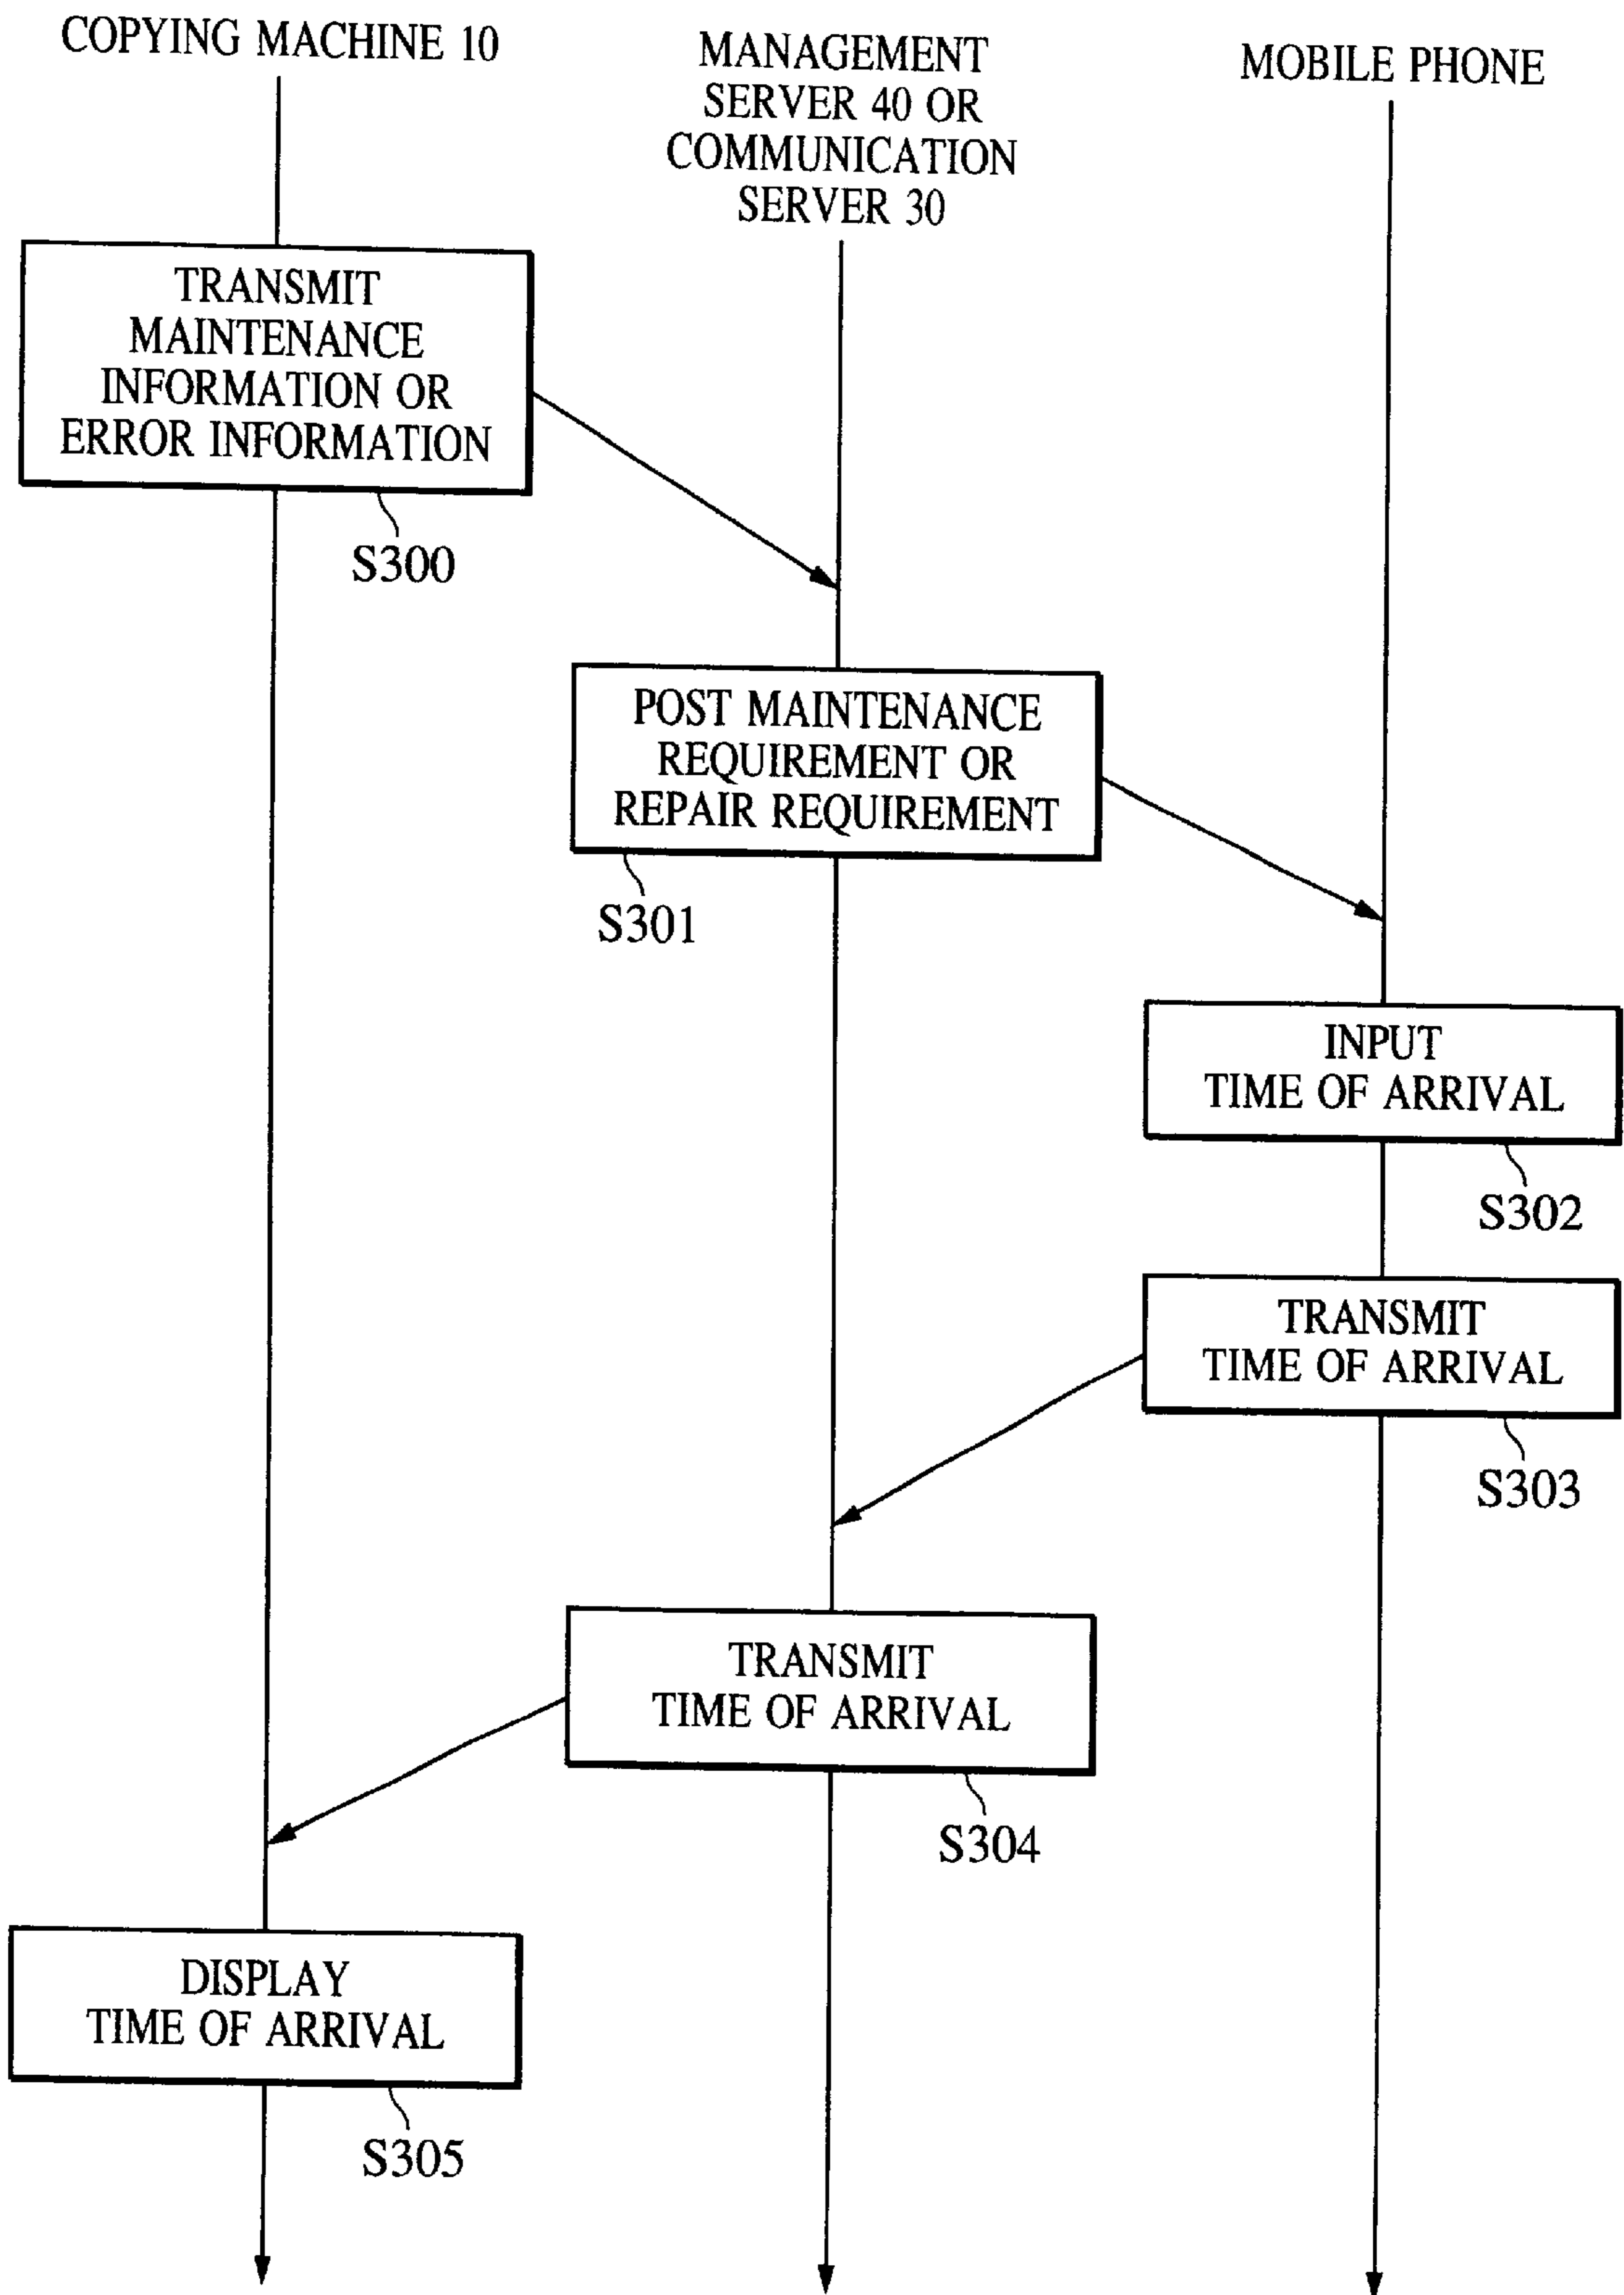 COPYING MACHINE 10
MANAGEMENT
SERVER 40 OR
COMMUNICATION
SERVER 30
MOBILE PHONE
TRANSMIT
MAINTENANCE
INFORMATION OR
ERROR INFORMATION
S300
POST MAINTENANCE
REQUIREMENT OR
REPAIR REQUIREMENT
S301
INPUT
TIME OF ARRIVAL
S302
TRANSMIT
TIME OF ARRIVAL
S303
TRANSMIT
TIME OF ARRIVAL
S304
DISPLAY
TIME OF ARRIVAL
S305